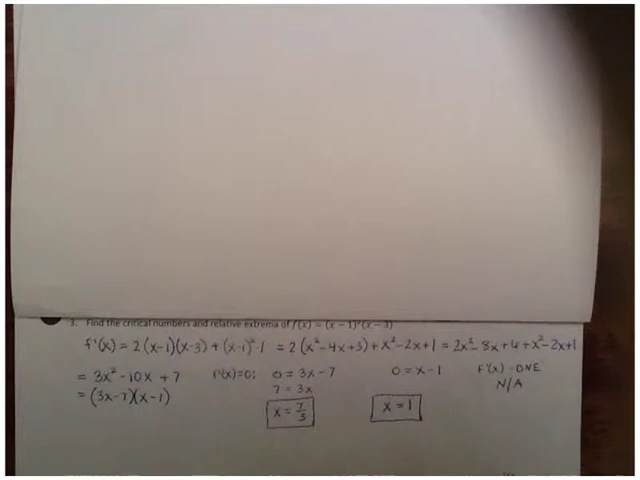 3. Find the critical numbers and relative extrema of f(x) = (x − 1)²(x − 3)
f'(x) = 2(x-1)(x-3) + (x-1)²·1 = 2(x²-4x+3) + x²-2x+1 = 2x²-8x+6+x²-2x+1
= 3x²-10x+7 f'(x)=0: 0 = 3x-7 0 = x-1 f'(x) DNE
= (3x-7)(x-1) 7 = 3x N/A
x = 7/3 x = 1